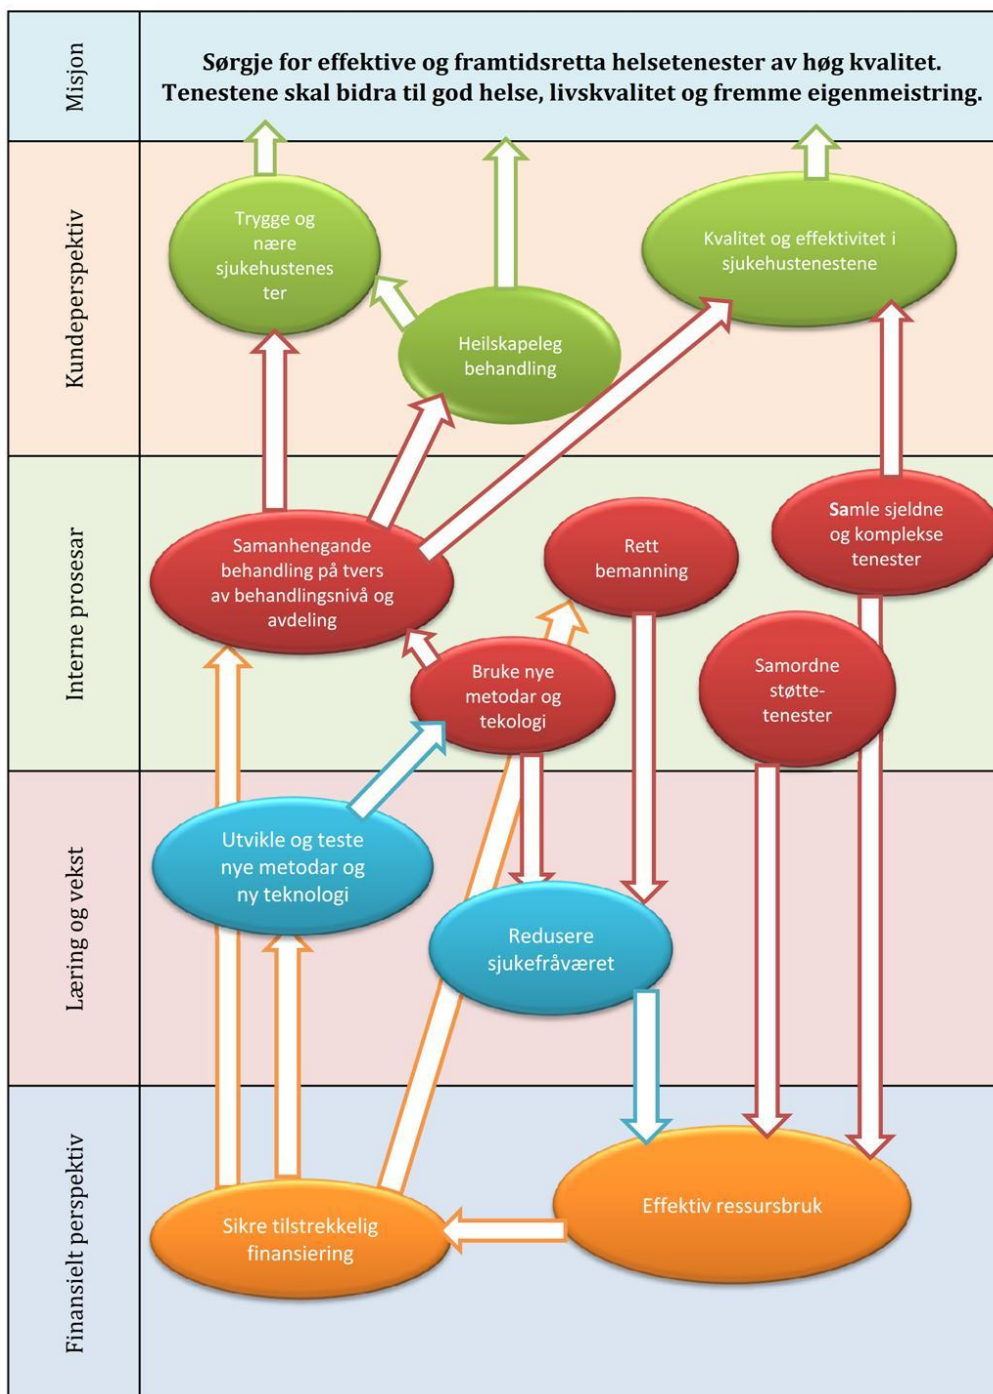 Misjon
Sørgje for effektive og framtidsretta helsetenester av høg kvalitet.
Tenestene skal bidra til god helse, livskvalitet og fremme eigenmeistring.
Kundeperspektiv
Trygge og
nære
sjukehustenes
ter
Kvalitet og effektivitet i
sjukehustenestene
Heilskapeleg
behandling
Interne prosesar
Samanhengande
behandling på tvers
av behandlingsnivå og
avdeling
Rett
bemanning
Samle sjeldne
og komplekse
tenester
Bruke nye
metodar og
tekologi
Samordne
støtte-
tenester
Læring og vekst
Utvikle og teste
nye metodar og
ny teknologi
Redusere
sjukefråværet
Finansielt perspektiv
Sikre tilstrekkelig
finansiering
Effektiv ressursbruk